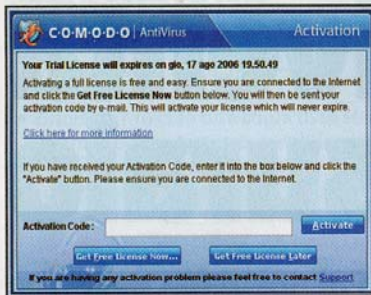 C·O·M·O·D·O AntiVirus Activation
Your Trial License will expires on gio, 17 ago 2006 19.50.49
Activating a full license is free and easy. Ensure you are connected to the Internet
and click the Get Free License Now button below. You will then be sent your
activation code by e-mail. This will activate your license which will never expire.
Click here for more information
If you have received your Activation Code, enter it into the box below and click the
"Activate" button. Please ensure you are connected to the Internet.
Activation Code: Activate
Get Free License Now... Get Free License Later
If you are having any activation problem please feel free to contact Support